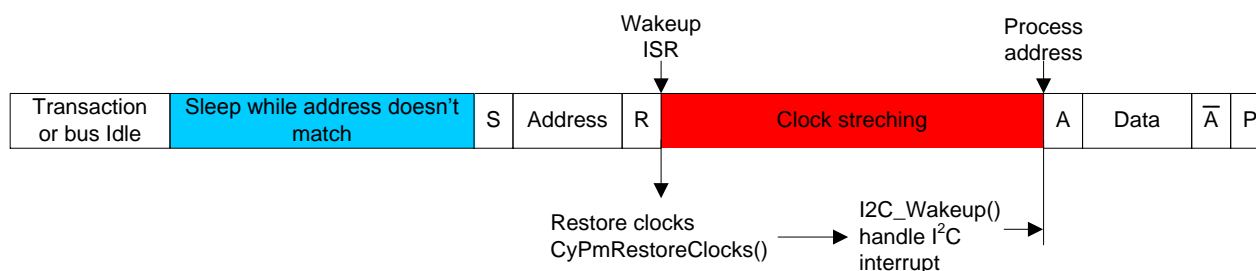 Wakeup
ISR
Process
address
Transaction
or bus Idle
Sleep while address doesn't
match
S
Address
R
Clock streching
A
Data
A̅
P
Restore clocks
CyPmRestoreClocks()
I2C_Wakeup()
handle I²C
interrupt